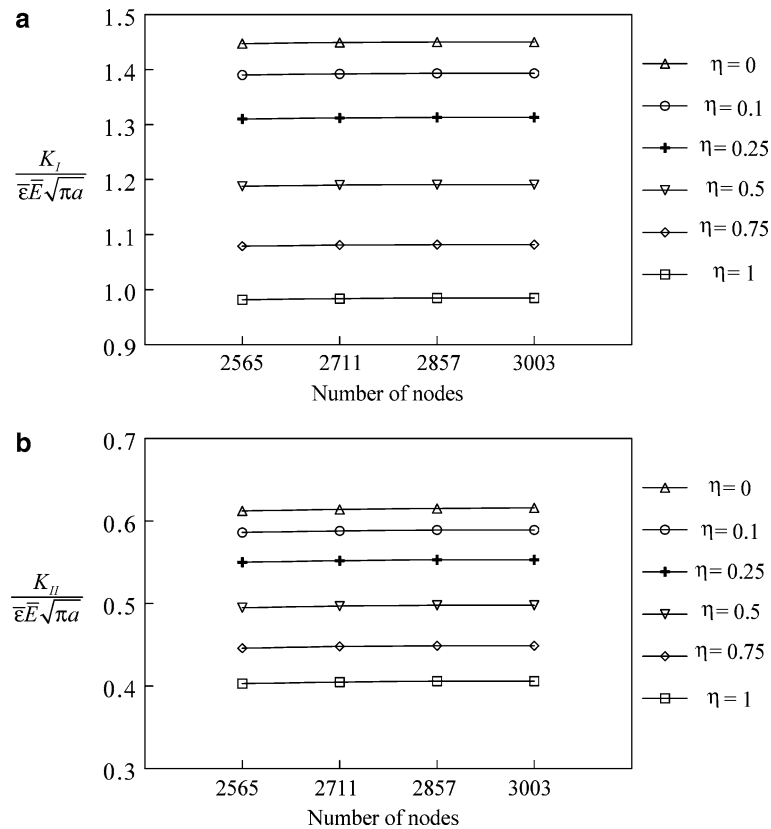 a
1.5
1.4
1.3
1.2
1.1
1.0
0.9
K_I
ε̅E̅√πa
2565 2711 2857 3003
Number of nodes
η= 0
η= 0.1
η= 0.25
η= 0.5
η= 0.75
η= 1
b
0.7
0.6
0.5
0.4
0.3
K_II
ε̅E̅√πa
2565 2711 2857 3003
Number of nodes
η= 0
η= 0.1
η= 0.25
η= 0.5
η= 0.75
η= 1